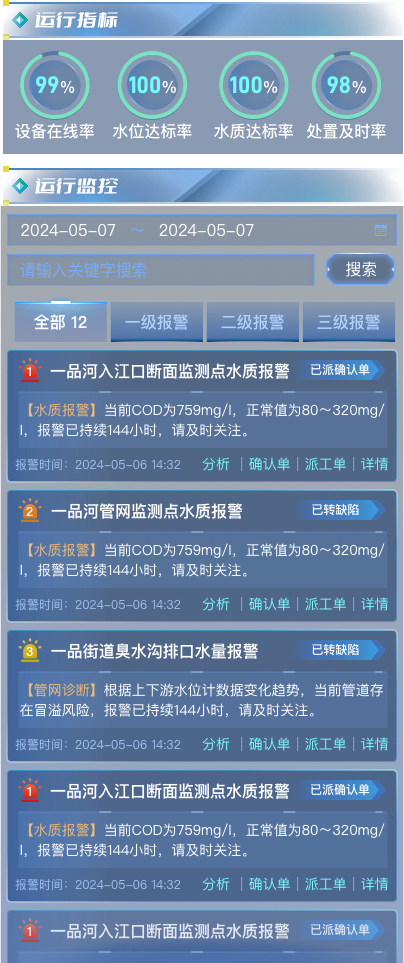 运行指标
99% 100% 100% 98%
设备在线率 水位达标率 水质达标率 处置及时率
运行监控
2024-05-07 ~ 2024-05-07
请输入关键字搜索 搜索
全部 12 一级报警 二级报警 三级报警
1 一品河入江口断面监测点水质报警 已派确认单
【水质报警】当前COD为759mg/l，正常值为80～320mg/
l，报警已持续144小时，请及时关注。
报警时间：2024-05-06 14:32 分析 | 确认单 | 派工单 | 详情
2 一品河管网监测点水质报警 已转缺陷
【水质报警】当前COD为759mg/l，正常值为80～320mg/
l，报警已持续144小时，请及时关注。
报警时间：2024-05-06 14:32 分析 | 确认单 | 派工单 | 详情
3 一品街道臭水沟排口水量报警 已转缺陷
【管网诊断】根据上下游水位计数据变化趋势，当前管道存
在冒溢风险，报警已持续144小时，请及时关注。
报警时间：2024-05-06 14:32 分析 | 确认单 | 派工单 | 详情
1 一品河入江口断面监测点水质报警 已派确认单
【水质报警】当前COD为759mg/l，正常值为80～320mg/
l，报警已持续144小时，请及时关注。
报警时间：2024-05-06 14:32 分析 | 确认单 | 派工单 | 详情
1 一品河入江口断面监测点水质报警 已派确认单